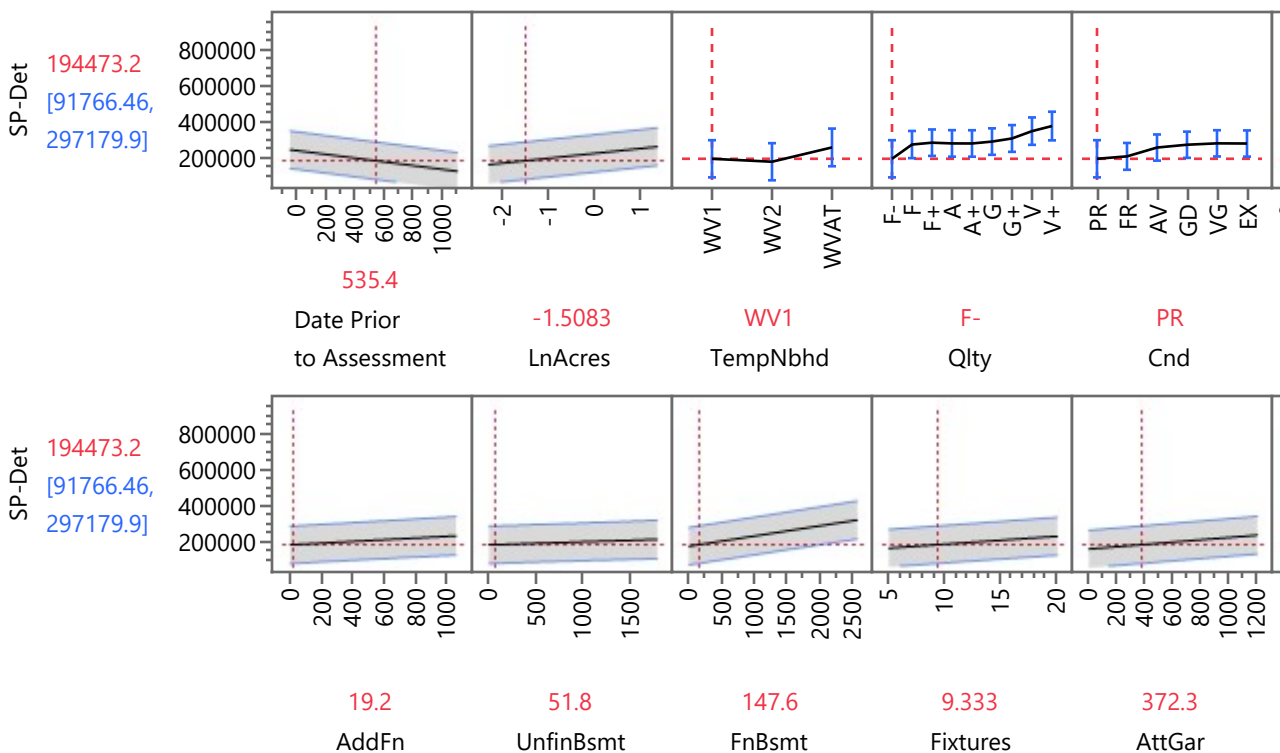 SP-Det
194473.2
[91766.46,
297179.9]
800000
600000
400000
200000
0 200 400 600 800 1000
-2 -1 0 1
WV1 WV2 WVAT
F- F F+ A A+ G G+ V V+
PR FR AV GD VG EX
535.4
Date Prior
to Assessment
-1.5083
LnAcres
WV1
TempNbhd
F-
Qlty
PR
Cnd
SP-Det
194473.2
[91766.46,
297179.9]
800000
600000
400000
200000
0 200 400 600 800 1000
0 500 1000 1500
0 500 1000 1500 2000 2500
5 10 15 20
0 200 400 600 800 1000 1200
19.2
AddFn
51.8
UnfinBsmt
147.6
FnBsmt
9.333
Fixtures
372.3
AttGar